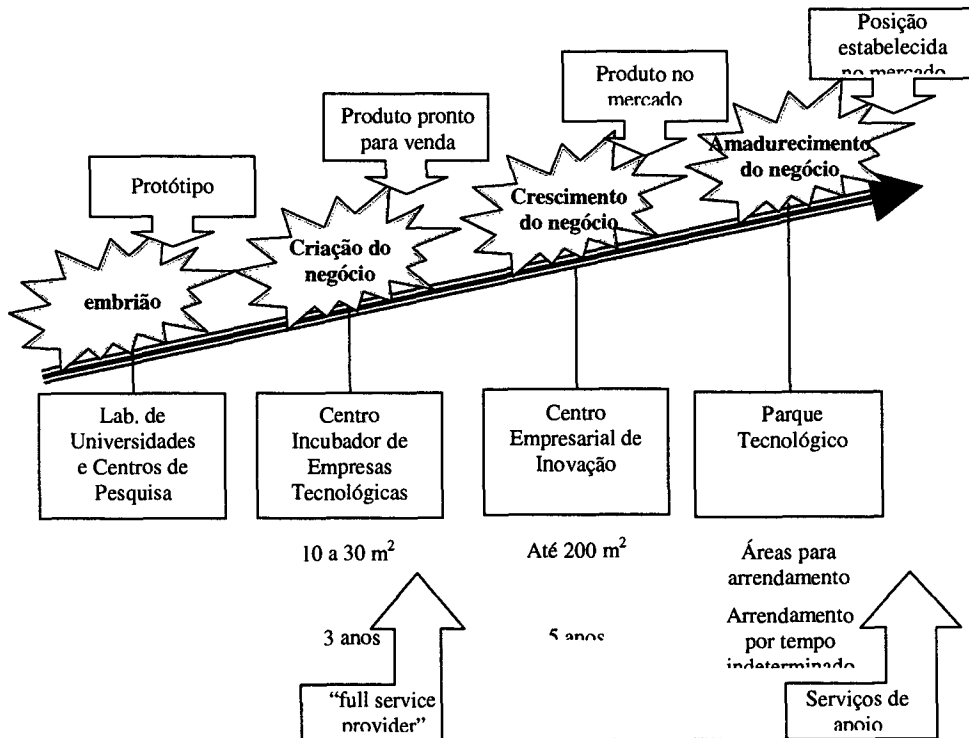 Posição
estabelecida
no mercado
Produto no
mercado
Produto pronto
para venda
Protótipo
Amadurecimento
do negócio
Crescimento
do negócio
Criação do
negócio
embrião
Lab. de
Universidades
e Centros de
Pesquisa
Centro
Incubador de
Empresas
Tecnológicas
Centro
Empresarial de
Inovação
Parque
Tecnológico
10 a 30 m²
Até 200 m²
Áreas para
arrendamento
3 anos
5 anos
Arrendamento
por tempo
indeterminado
“full service
provider”
Serviços de
apoio